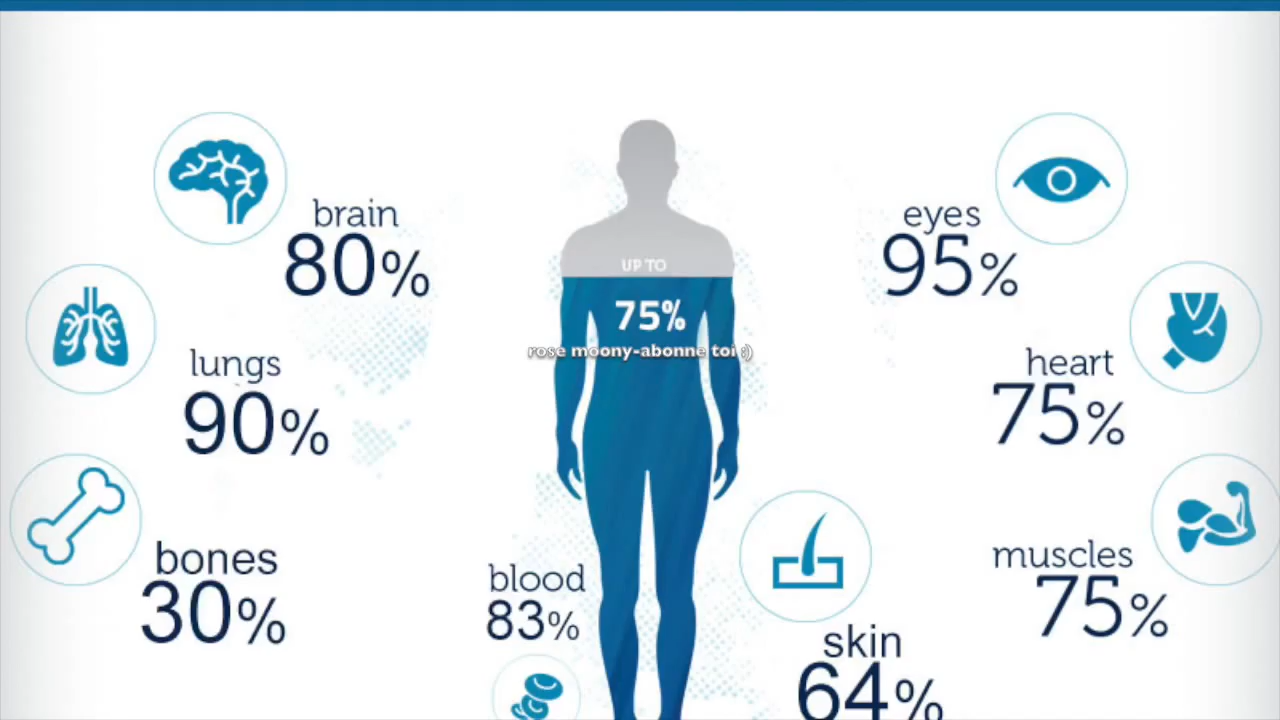 brain
80%
lungs
90%
bones
30%
UP TO
75%
rose moony-abonne toi :)
blood
83%
eyes
95%
heart
75%
muscles
75%
skin
64%